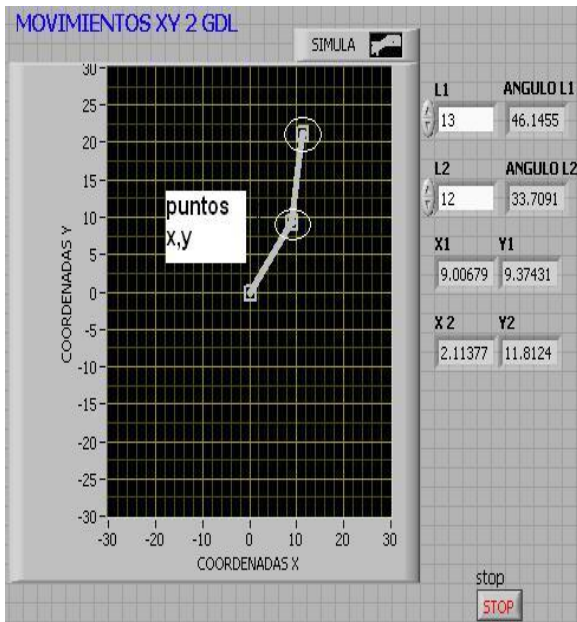 MOVIMIENTOS XY 2 GDL
SIMULA
30
25
20
15
10
5
0
-5
-10
-15
-20
-25
-30
COORDENADAS Y
puntos
x,y
-30 -20 -10 0 10 20 30
COORDENADAS X
L1 ANGULO L1
13 46.1455
L2 ANGULO L2
12 33.7091
X1 Y1
9.00679 9.37431
X 2 Y2
2.11377 11.8124
stop
STOP